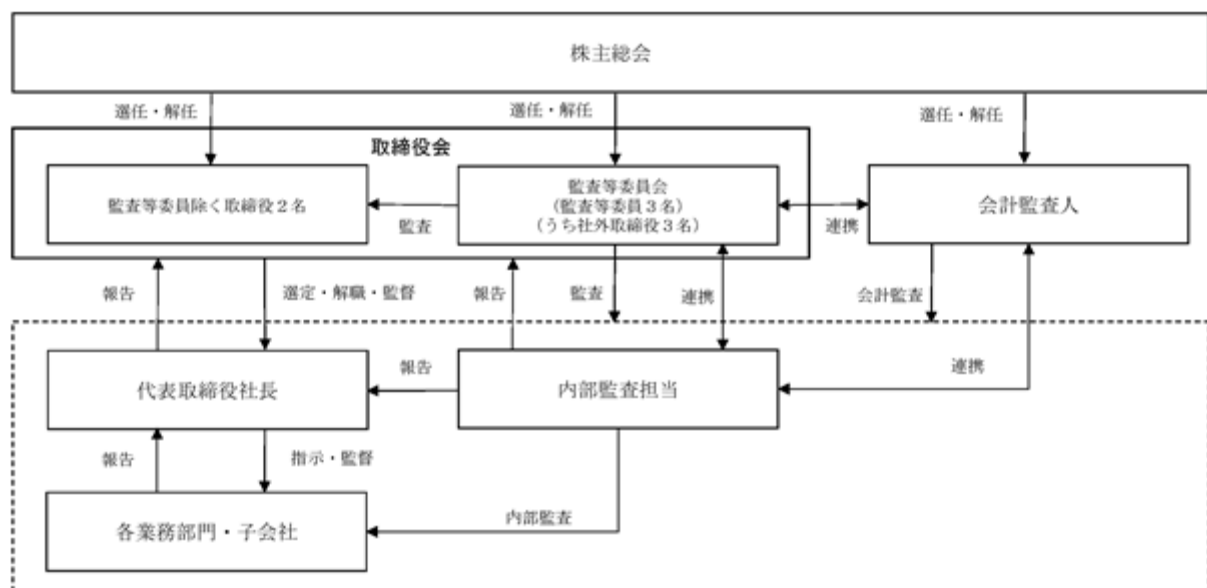 株主総会
選任・解任
選任・解任
選任・解任
取締役会
監査等委員除く取締役2名
監査
監査等委員会
(監査等委員3名)
(うち社外取締役3名)
連携
会計監査人
報告
選定・解職・監督
報告
監査
連携
会計監査
代表取締役社長
報告
内部監査担当
連携
報告
指示・監督
各業務部門・子会社
内部監査